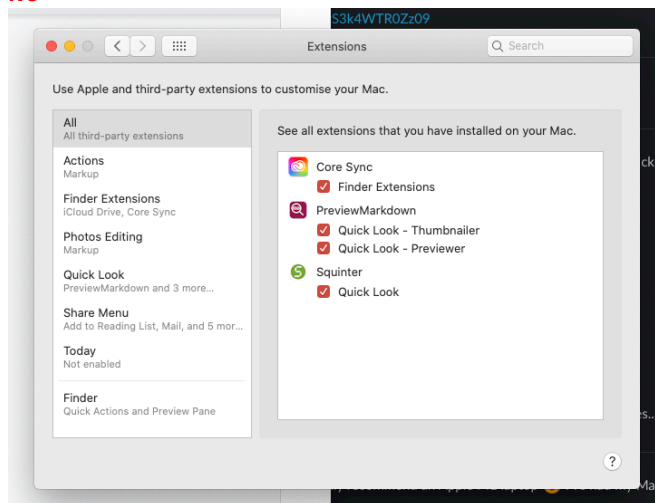 S3k4WTR0Zz09
Extensions
Search
Use Apple and third-party extensions to customise your Mac.
All
All third-party extensions
Actions
Markup
Finder Extensions
iCloud Drive, Core Sync
Photos Editing
Markup
Quick Look
PreviewMarkdown and 3 more...
Share Menu
Add to Reading List, Mail, and 5 mor...
Today
Not enabled
Finder
Quick Actions and Preview Pane
See all extensions that you have installed on your Mac.
Core Sync
Finder Extensions
PreviewMarkdown
Quick Look - Thumbnailer
Quick Look - Previewer
Squinter
Quick Look
?
ck
s..